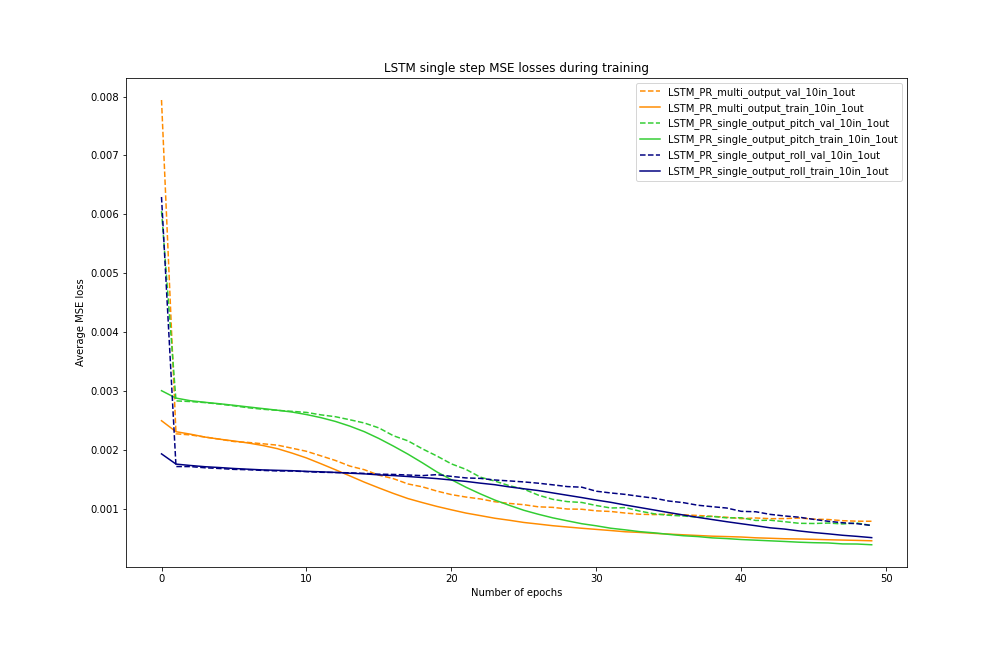 LSTM single step MSE losses during training
LSTM_PR_multi_output_val_10in_1out
LSTM_PR_multi_output_train_10in_1out
LSTM_PR_single_output_pitch_val_10in_1out
LSTM_PR_single_output_pitch_train_10in_1out
LSTM_PR_single_output_roll_val_10in_1out
LSTM_PR_single_output_roll_train_10in_1out
Average MSE loss
0.008
0.007
0.006
0.005
0.004
0.003
0.002
0.001
0 10 20 30 40 50
Number of epochs